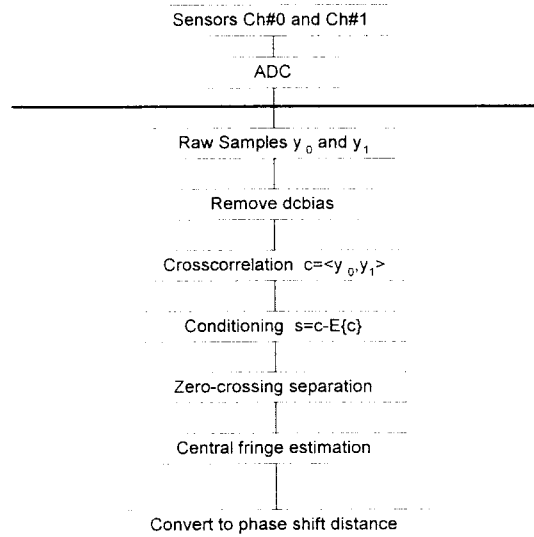 Sensors Ch#0 and Ch#1
ADC
Raw Samples y₀ and y₁
Remove dcbias
Crosscorrelation c=<y₀,y₁>
Conditioning s=c-E{c}
Zero-crossing separation
Central fringe estimation
Convert to phase shift distance